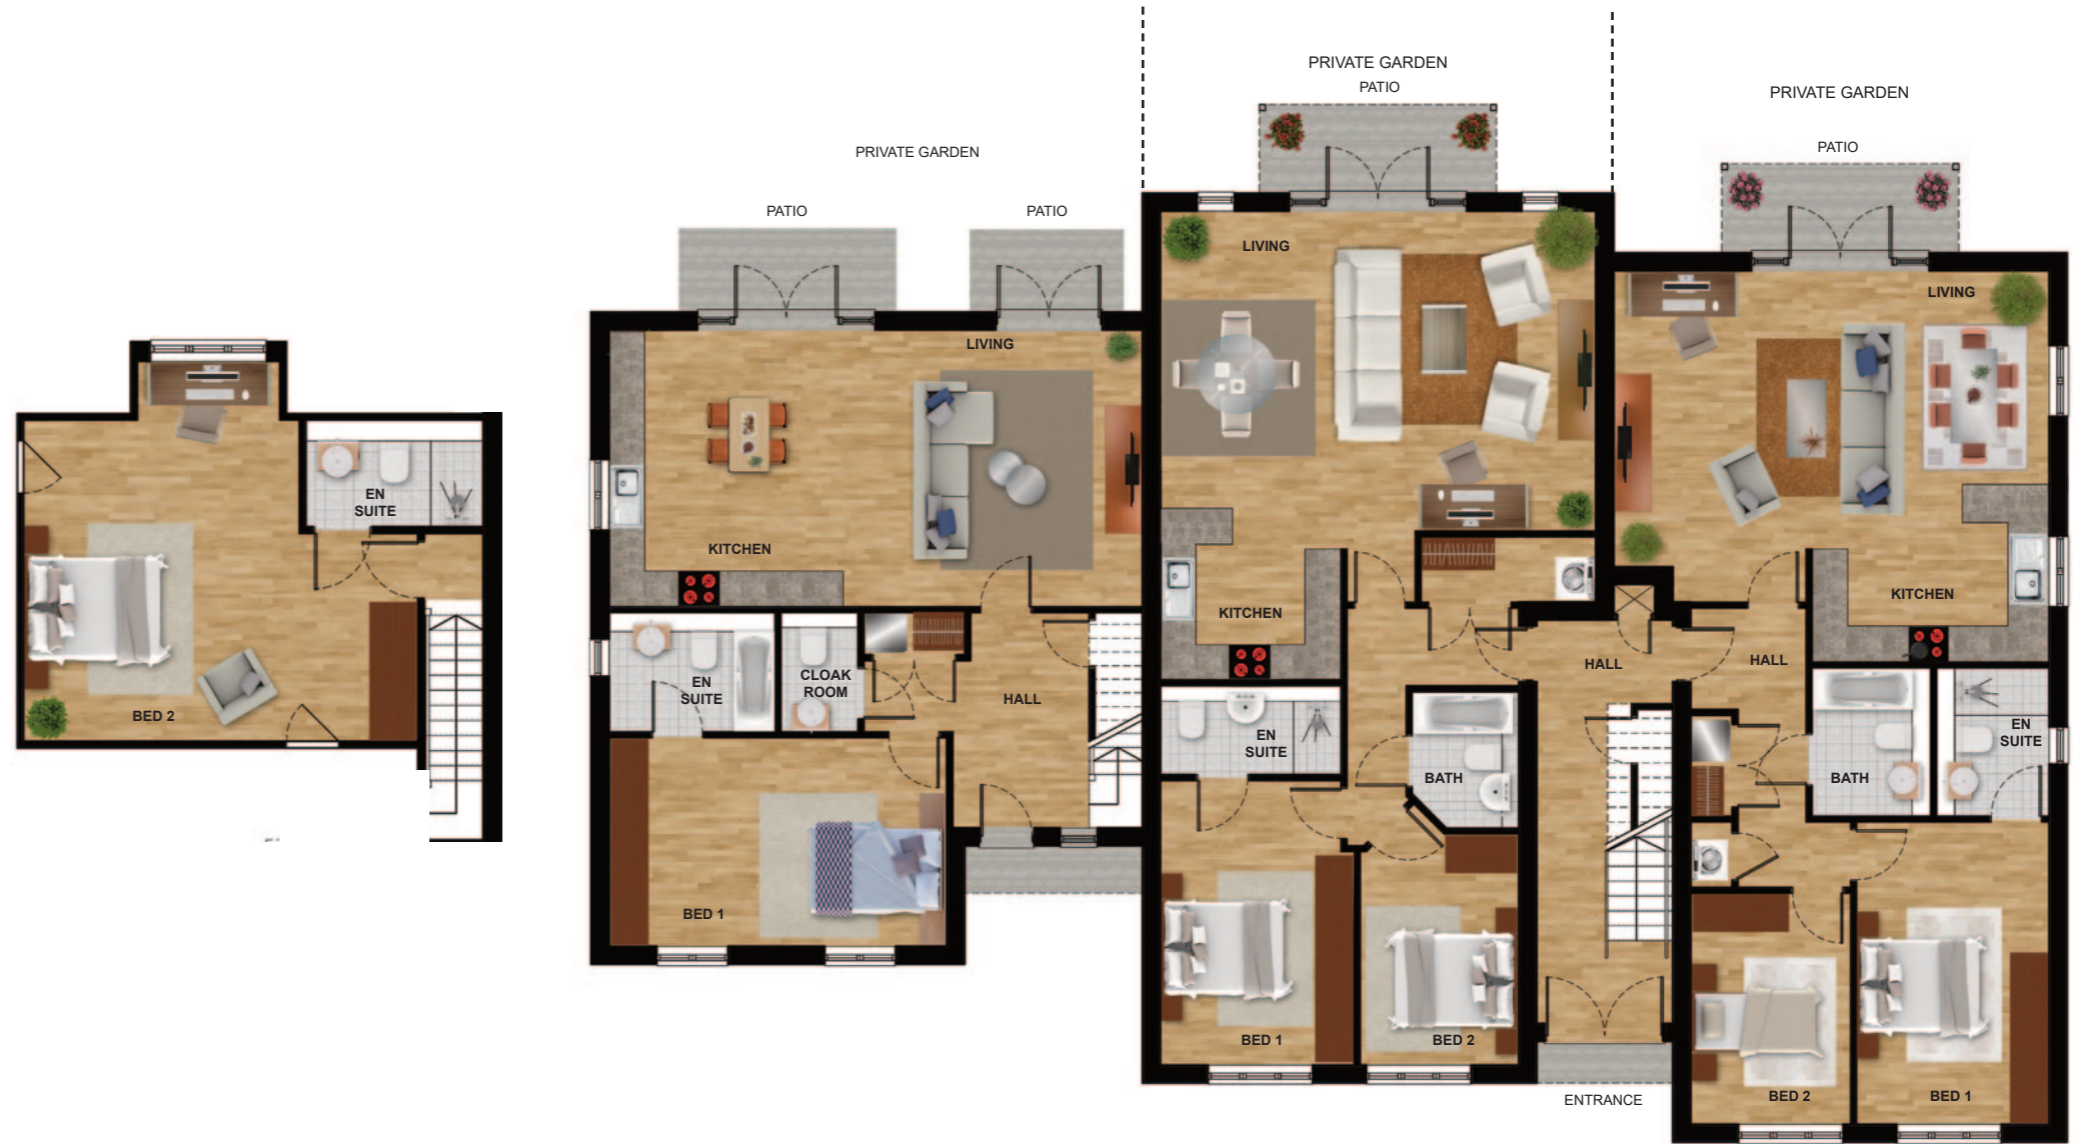 EN
SUITE
BED 2
PRIVATE GARDEN
PATIO
PATIO
LIVING
KITCHEN
EN
SUITE
CLOAK
ROOM
HALL
BED 1
PRIVATE GARDEN
PATIO
LIVING
KITCHEN
EN
SUITE
BATH
BED 1
BED 2
HALL
ENTRANCE
PRIVATE GARDEN
PATIO
LIVING
KITCHEN
HALL
BATH
EN
SUITE
BED 2
BED 1